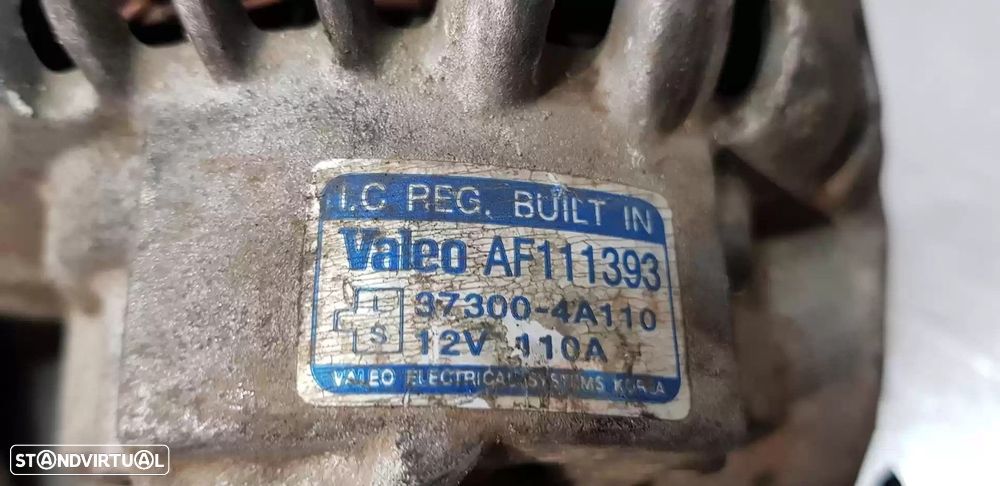 I.C REG. BUILT IN
Valeo AF111393
L 37300-4A110
S 12V 110A
VALEO ELECTRICAL SYSTEMS KOREA
STANDVIRTUAL